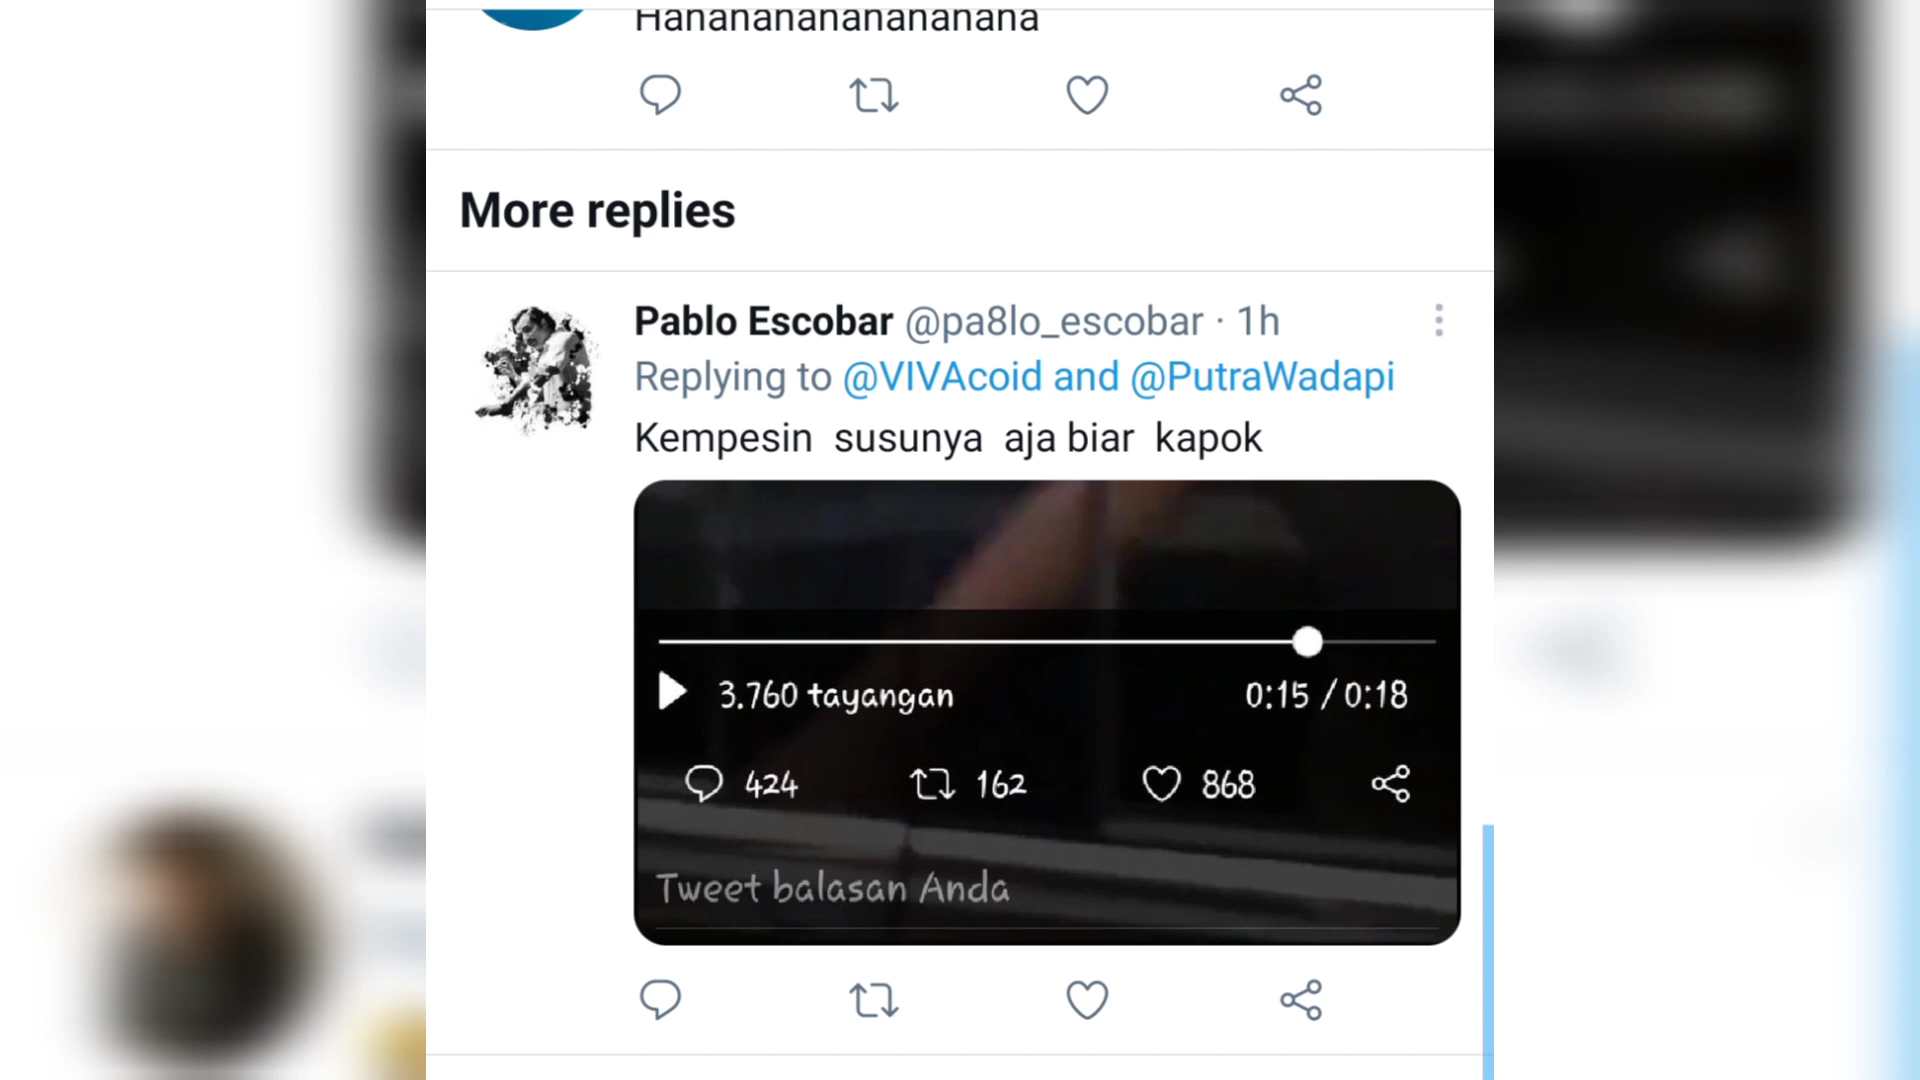 Hananananananana
More replies
Pablo Escobar @pa8lo_escobar · 1h
Replying to @VIVAcoid and @PutraWadapi
Kempesin susunya aja biar kapok
3.760 tayangan 0:15 / 0:18
424 162 868
Tweet balasan Anda